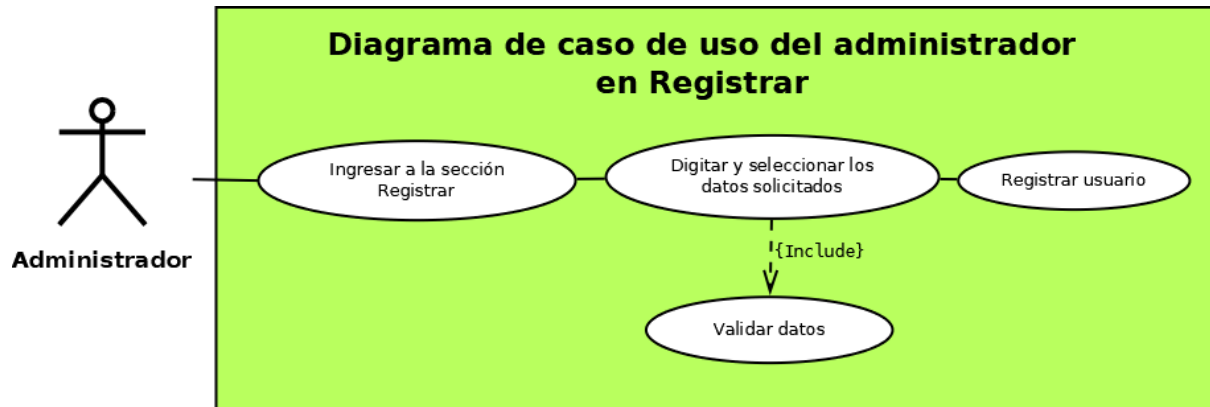 Diagrama de caso de uso del administrador
en Registrar
Ingresar a la sección
Registrar
Digitar y seleccionar los
datos solicitados
Registrar usuario
Administrador
{Include}
Validar datos